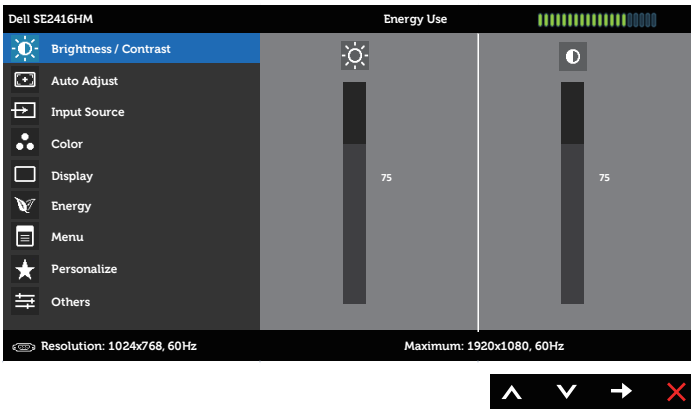 Dell SE2416HM Energy Use
Brightness / Contrast
Auto Adjust
Input Source
Color
Display
75 75
Energy
Menu
Personalize
Others
Resolution: 1024x768, 60Hz Maximum: 1920x1080, 60Hz